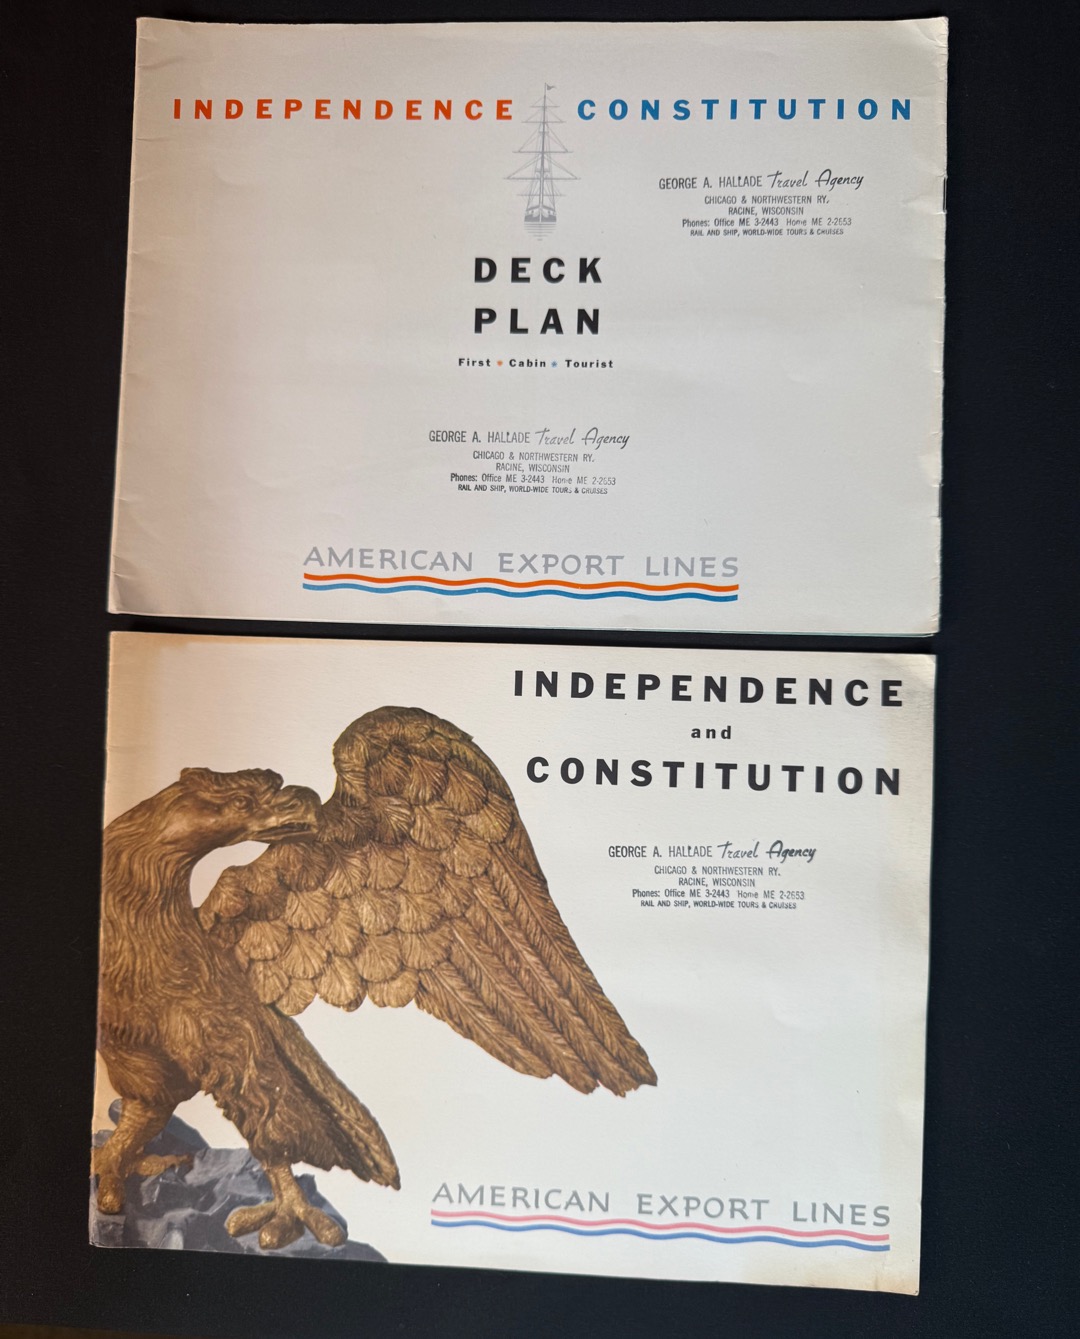 INDEPENDENCE CONSTITUTION
GEORGE A. HALLADE Travel Agency
CHICAGO & NORTHWESTERN RY.
RACINE, WISCONSIN
Phones: Office ME 3-2443 Home ME 2-2653
RAIL AND SHIP, WORLD-WIDE TOURS & CRUISES
DECK
PLAN
First * Cabin * Tourist
GEORGE A. HALLADE Travel Agency
CHICAGO & NORTHWESTERN RY.
RACINE, WISCONSIN
Phones: Office ME 3-2443 Home ME 2-2653
RAIL AND SHIP, WORLD-WIDE TOURS & CRUISES
AMERICAN EXPORT LINES
INDEPENDENCE
and
CONSTITUTION
GEORGE A. HALLADE Travel Agency
CHICAGO & NORTHWESTERN RY.
RACINE, WISCONSIN
Phones: Office ME 3-2443 Home ME 2-2653
RAIL AND SHIP, WORLD-WIDE TOURS & CRUISES
AMERICAN EXPORT LINES